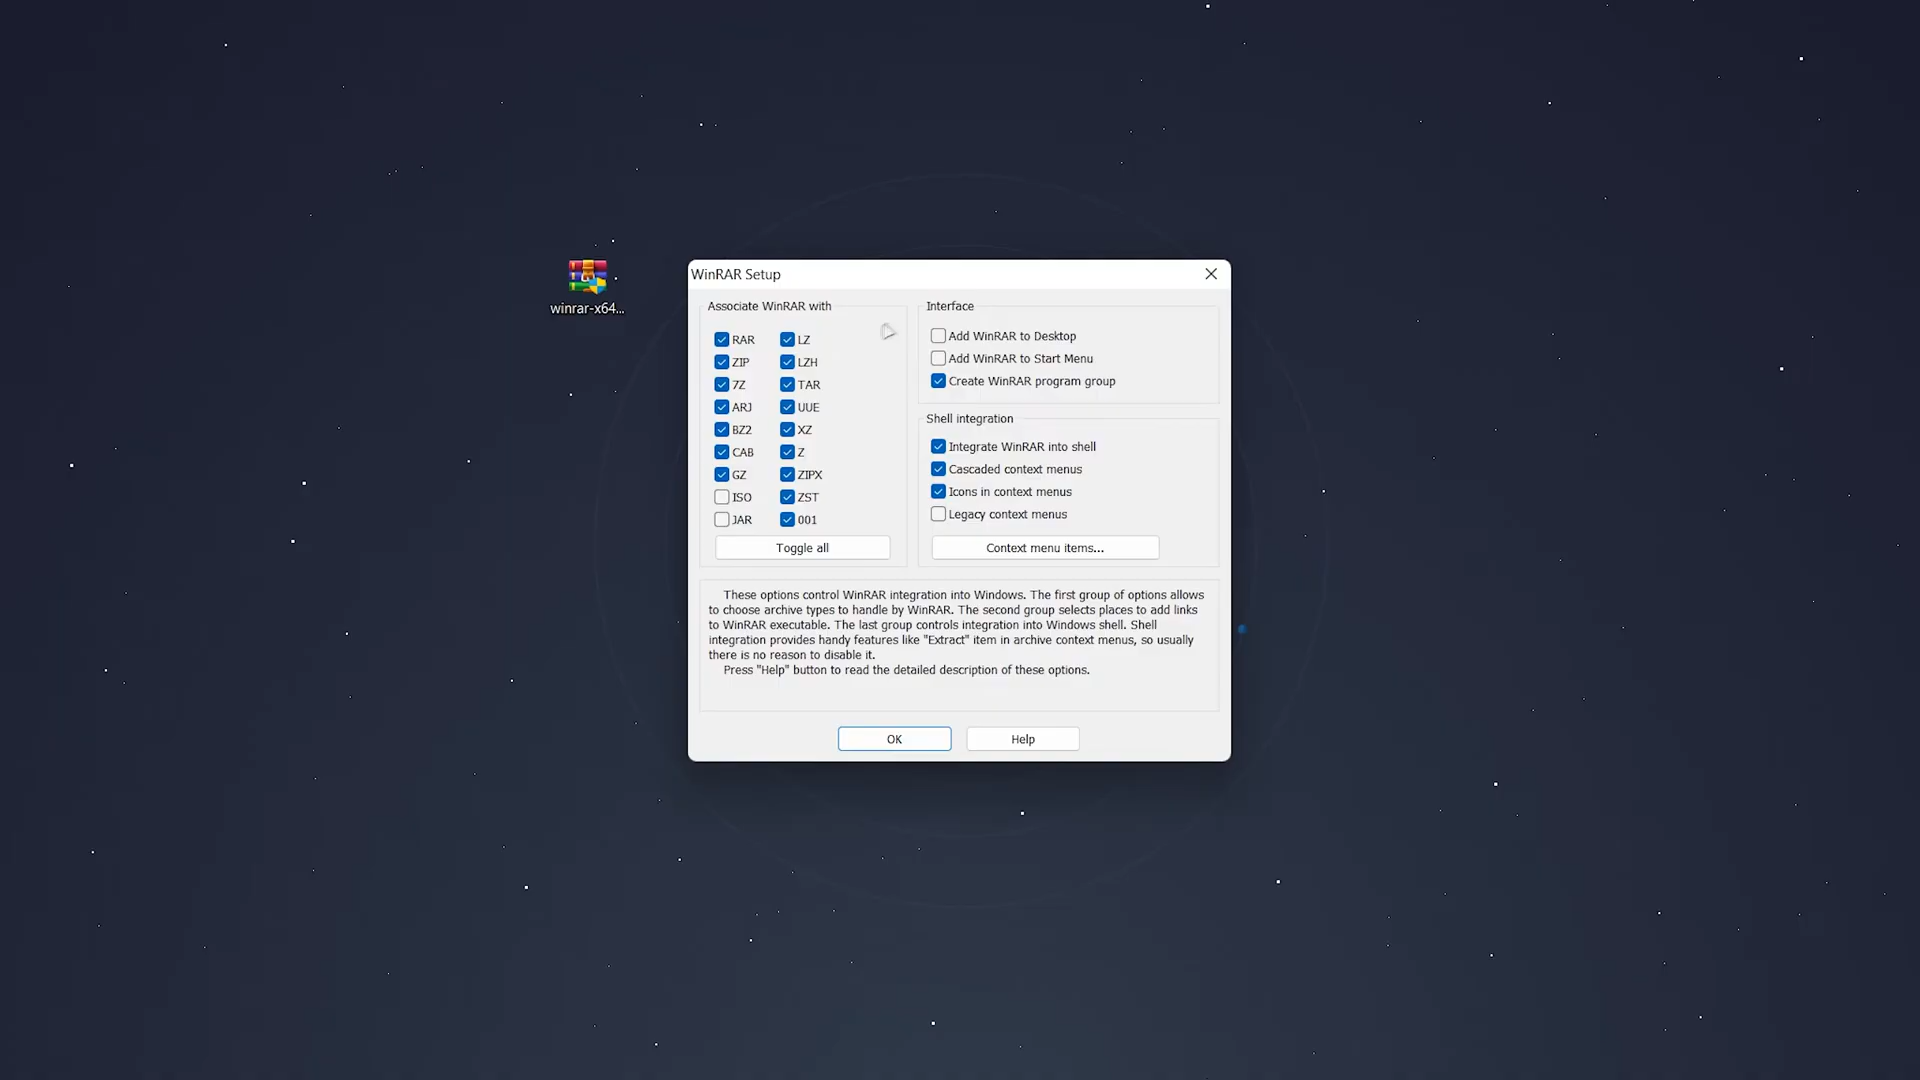 winrar-x64...
WinRAR Setup
Associate WinRAR with
RAR
ZIP
7Z
ARJ
BZ2
CAB
GZ
ISO
JAR
LZ
LZH
TAR
UUE
XZ
Z
ZIPX
ZST
001
Toggle all
Interface
Add WinRAR to Desktop
Add WinRAR to Start Menu
Create WinRAR program group
Shell integration
Integrate WinRAR into shell
Cascaded context menus
Icons in context menus
Legacy context menus
Context menu items...
These options control WinRAR integration into Windows. The first group of options allows
to choose archive types to handle by WinRAR. The second group selects places to add links
to WinRAR executable. The last group controls integration into Windows shell. Shell
integration provides handy features like "Extract" item in archive context menus, so usually
there is no reason to disable it.
Press "Help" button to read the detailed description of these options.
OK
Help